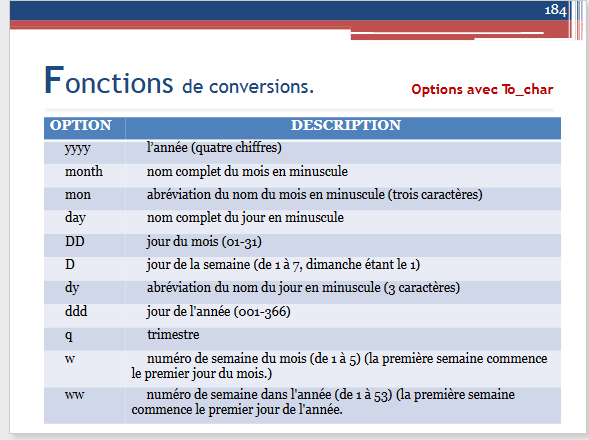 184
Fonctions de conversions.
Options avec To_char
OPTION DESCRIPTION
yyyy l'année (quatre chiffres)
month nom complet du mois en minuscule
mon abréviation du nom du mois en minuscule (trois caractères)
day nom complet du jour en minuscule
DD jour du mois (01-31)
D jour de la semaine (de 1 à 7, dimanche étant le 1)
dy abréviation du nom du jour en minuscule (3 caractères)
ddd jour de l'année (001-366)
q trimestre
w numéro de semaine du mois (de 1 à 5) (la première semaine commence
le premier jour du mois.)
ww numéro de semaine dans l'année (de 1 à 53) (la première semaine
commence le premier jour de l'année.